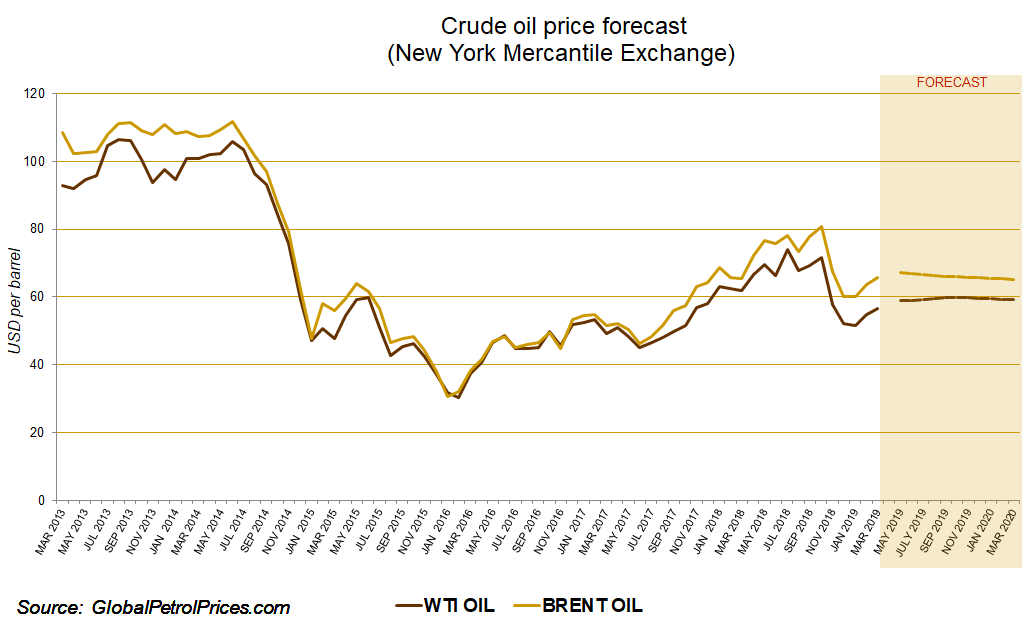 Crude oil price forecast
(New York Mercantile Exchange)
FORECAST
120
100
80
60
40
20
0
USD per barrel
MAR 2013
MAY 2013
JUL 2013
SEP 2013
NOV 2013
JAN 2014
MAR 2014
MAY 2014
JUL 2014
SEP 2014
NOV 2014
JAN 2015
MAR 2015
MAY 2015
JUL 2015
SEP 2015
NOV 2015
JAN 2016
MAR 2016
MAY 2016
JUL 2016
SEP 2016
NOV 2016
JAN 2017
MAR 2017
MAY 2017
JUL 2017
SEP 2017
NOV 2017
JAN 2018
MAR 2018
MAY 2018
JUL 2018
SEP 2018
NOV 2018
JAN 2019
MAR 2019
MAY 2019
JULY 2019
SEP 2019
NOV 2019
JAN 2020
MAR 2020
WTI OIL
BRENT OIL
Source: GlobalPetrolPrices.com